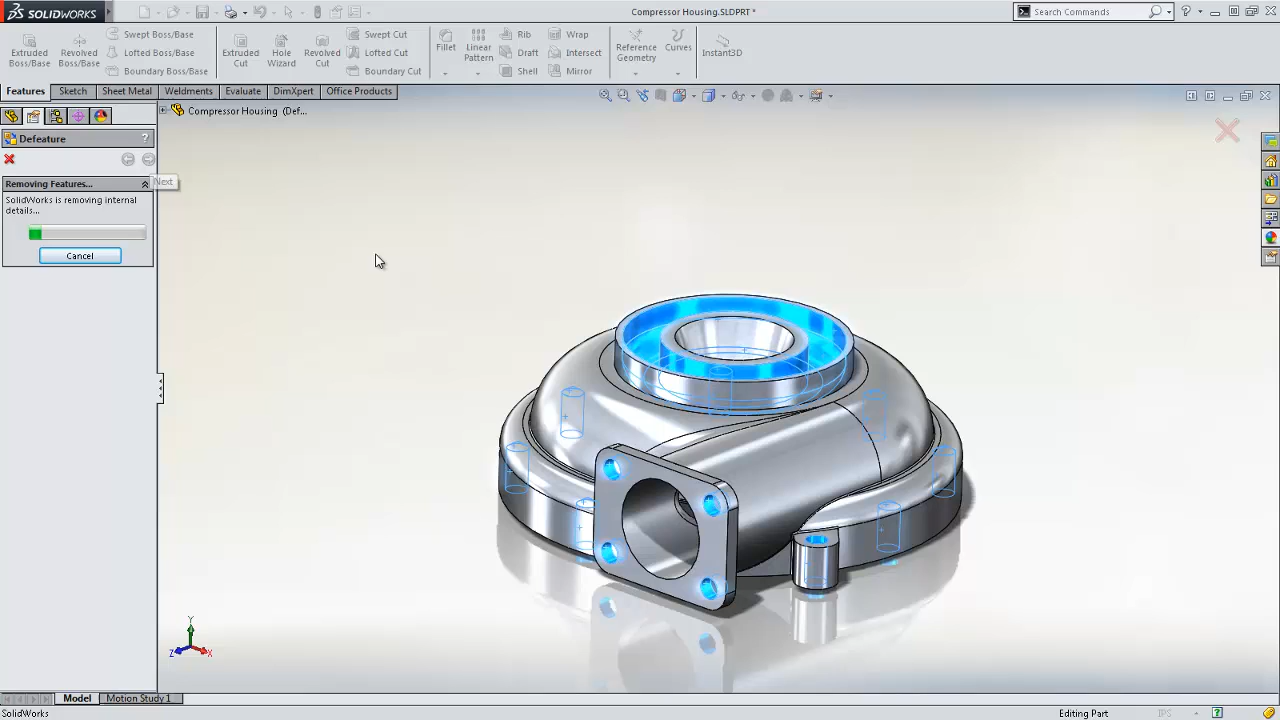 SOLIDWORKS
Compressor Housing.SLDPRT *
Search Commands
Extruded Boss/Base
Revolved Boss/Base
Swept Boss/Base
Lofted Boss/Base
Boundary Boss/Base
Extruded Cut
Hole Wizard
Revolved Cut
Swept Cut
Lofted Cut
Boundary Cut
Fillet
Linear Pattern
Rib
Draft
Shell
Wrap
Intersect
Mirror
Reference Geometry
Curves
Instant3D
Features
Sketch
Sheet Metal
Weldments
Evaluate
DimXpert
Office Products
Compressor Housing (Def...
Defeature
?
Removing Features...
Next
SolidWorks is removing internal
details...
Cancel
Y
Z
X
Model
Motion Study 1
SolidWorks
Editing Part
IPS